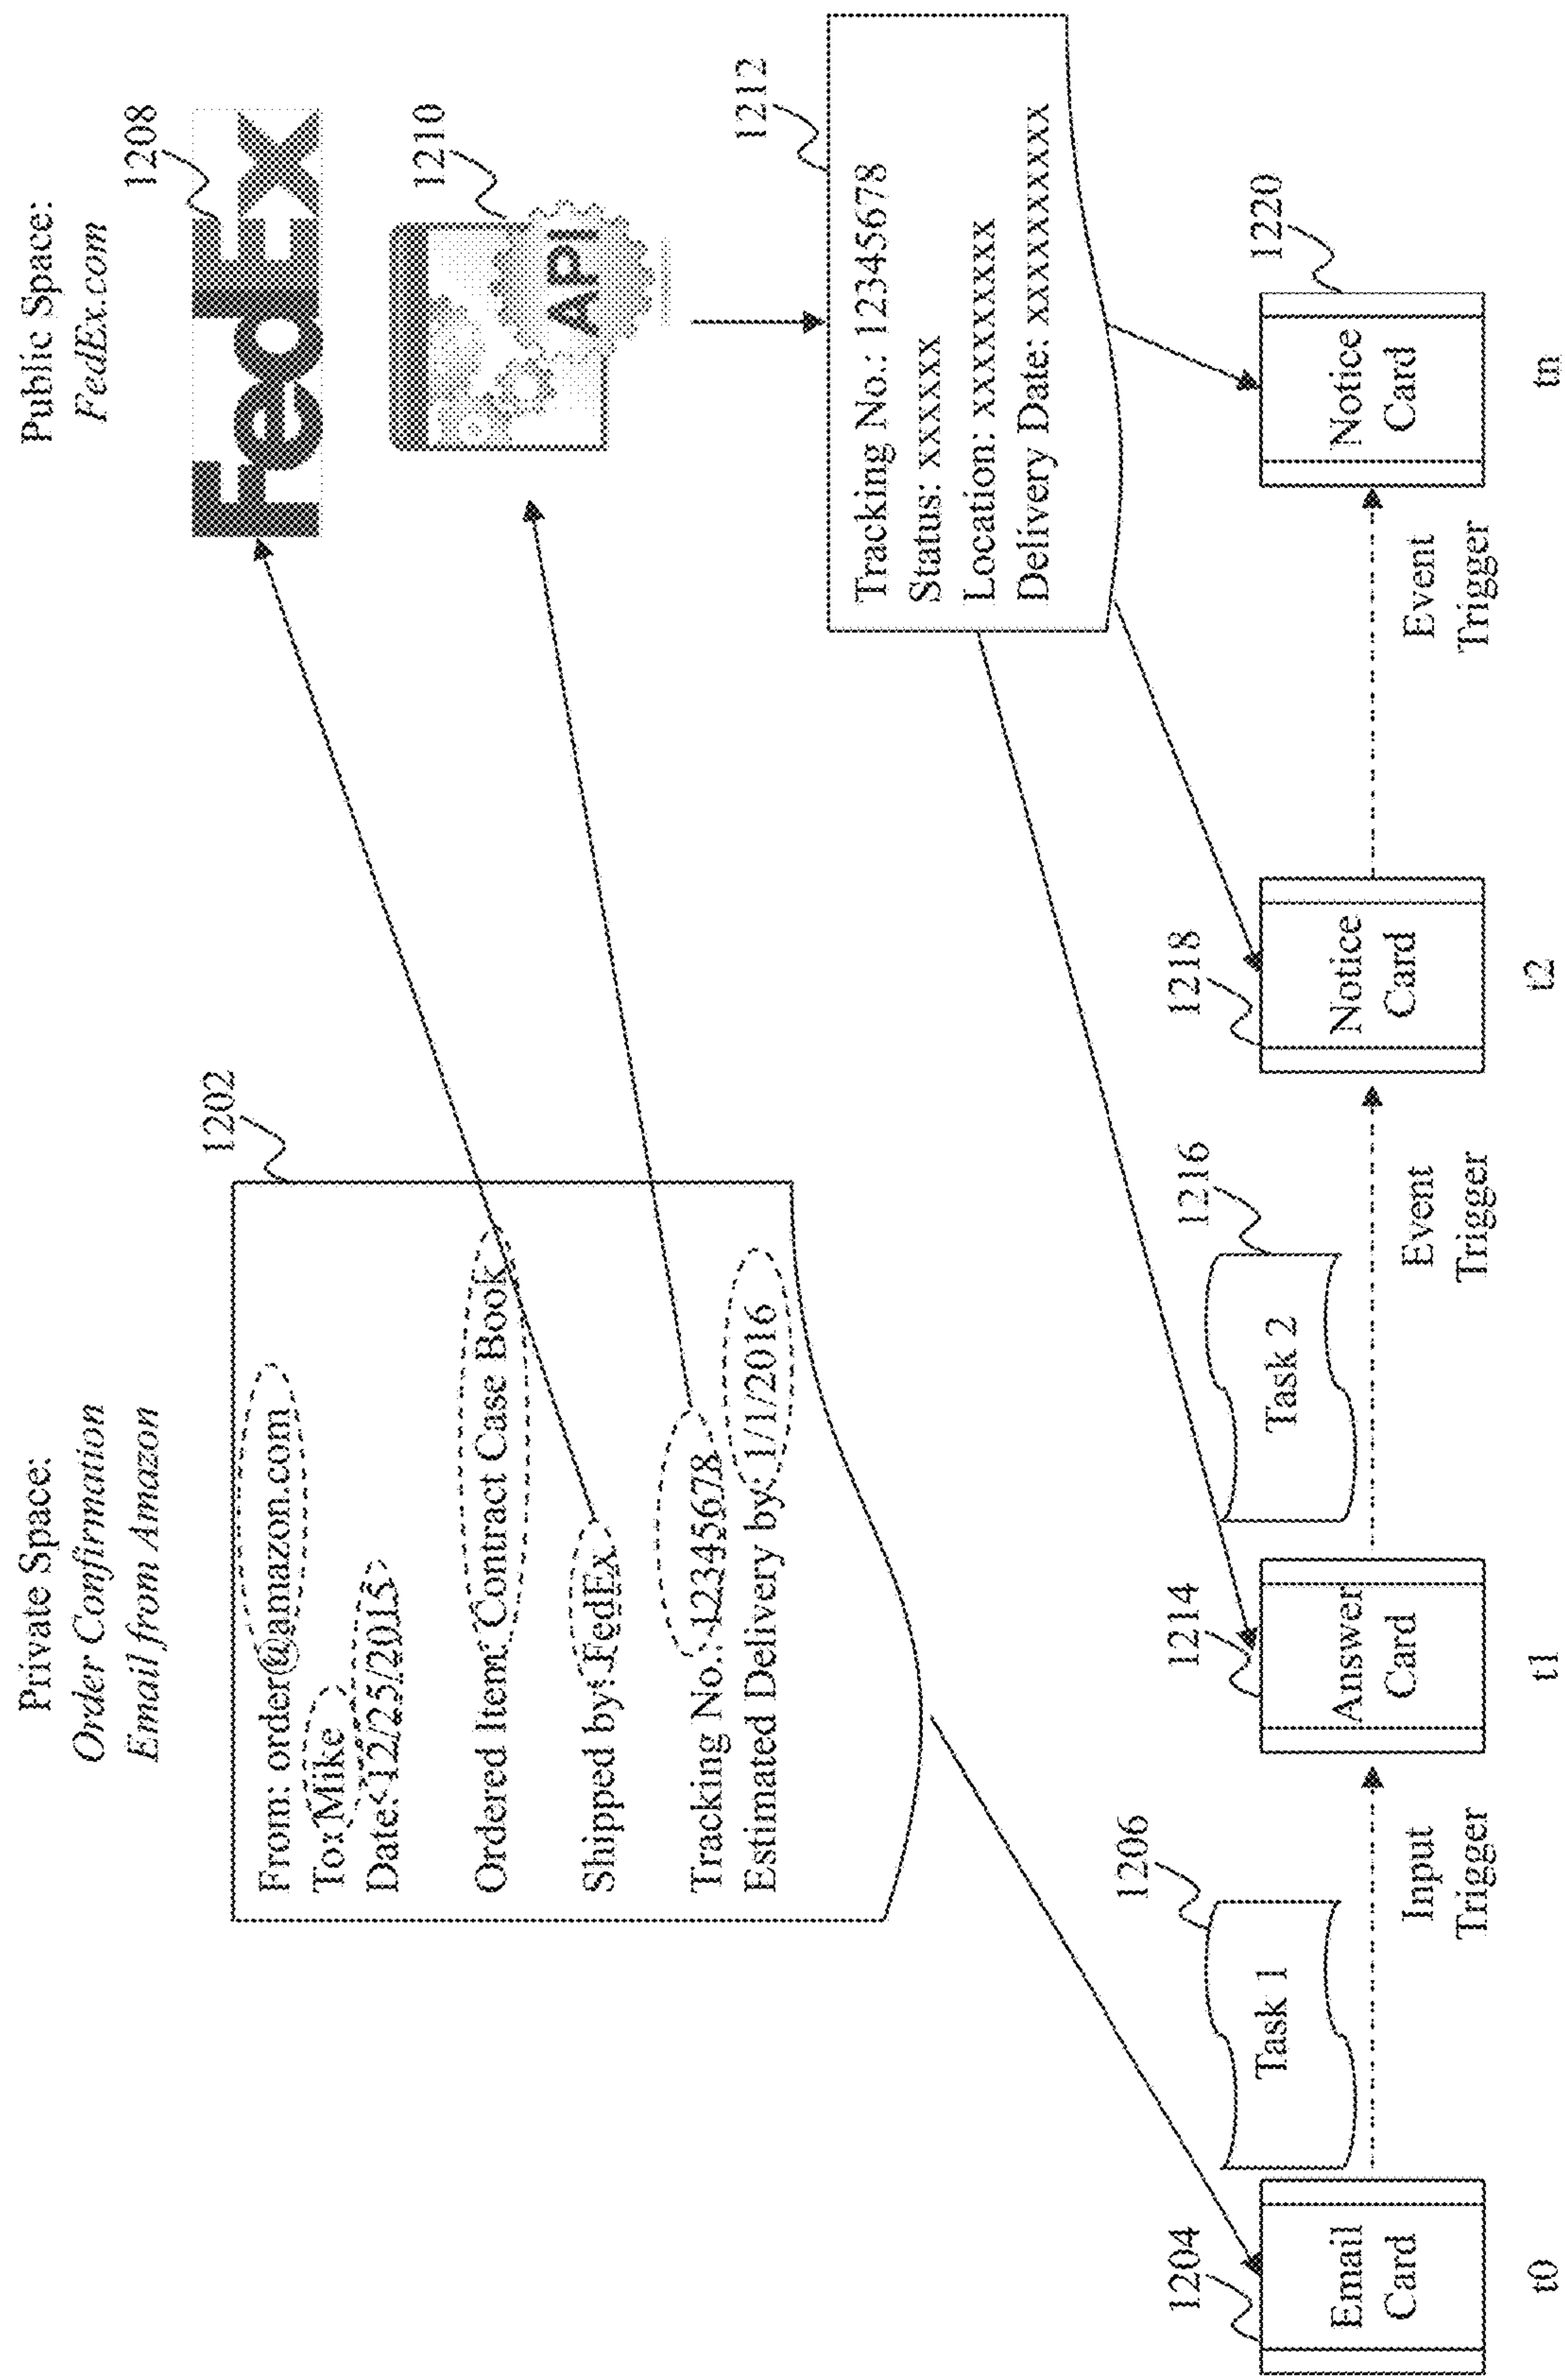 Private Space:
Order Confirmation
Email from Amazon
Public Space:
FedEx.com
1202
From: order@amazon.com
To: Mike
Date: 12/25/2015
Ordered Item: Contract Case Book
Shipped by: FedEx
Tracking No.: 12345678
Estimated Delivery by: 1/1/2016
1208
FedEx
1210
API
1212
Tracking No.: 12345678
Status: xxxxxx
Location: xxxxxxxxx
Delivery Date: xxxxxxxxxxx
1204
Email
Card
t0
1206
Task 1
Input
Trigger
1214
Answer
Card
t1
1216
Task 2
Event
Trigger
1218
Notice
Card
t2
Event
Trigger
1220
Notice
Card
tn